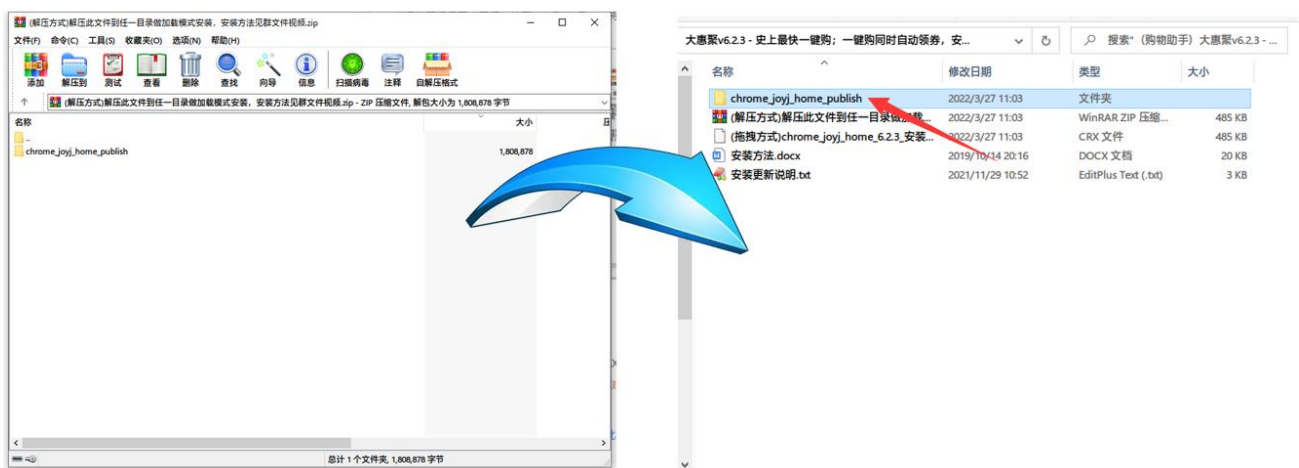 (解压方式)解压此文件到任一目录做加载模式安装，安装方法见群文件视频.zip
文件(F) 命令(C) 工具(S) 收藏夹(O) 选项(N) 帮助(H)
添加 解压到 测试 查看 删除 查找 向导 信息 扫描病毒 注释 自解压格式
(解压方式)解压此文件到任一目录做加载模式安装，安装方法见群文件视频.zip - ZIP 压缩文件, 解包大小为 1,808,878 字节
名称 大小
..
chrome_joyj_home_publish 1,808,878
总计 1 个文件夹, 1,808,878 字节
大惠聚v6.2.3 - 史上最快一键购；一键购同时自动领券，安... 搜索"（购物助手）大惠聚v6.2.3 - ...
名称 修改日期 类型 大小
chrome_joyj_home_publish 2022/3/27 11:03 文件夹
(解压方式)解压此文件到任一目录做加载... 2022/3/27 11:03 WinRAR ZIP 压缩... 485 KB
(拖拽方式)chrome_joyj_home_6.2.3_安装... 2022/3/27 11:03 CRX 文件 485 KB
安装方法.docx 2019/10/14 20:16 DOCX 文档 20 KB
安装更新说明.txt 2021/11/29 10:52 EditPlus Text (.txt) 3 KB